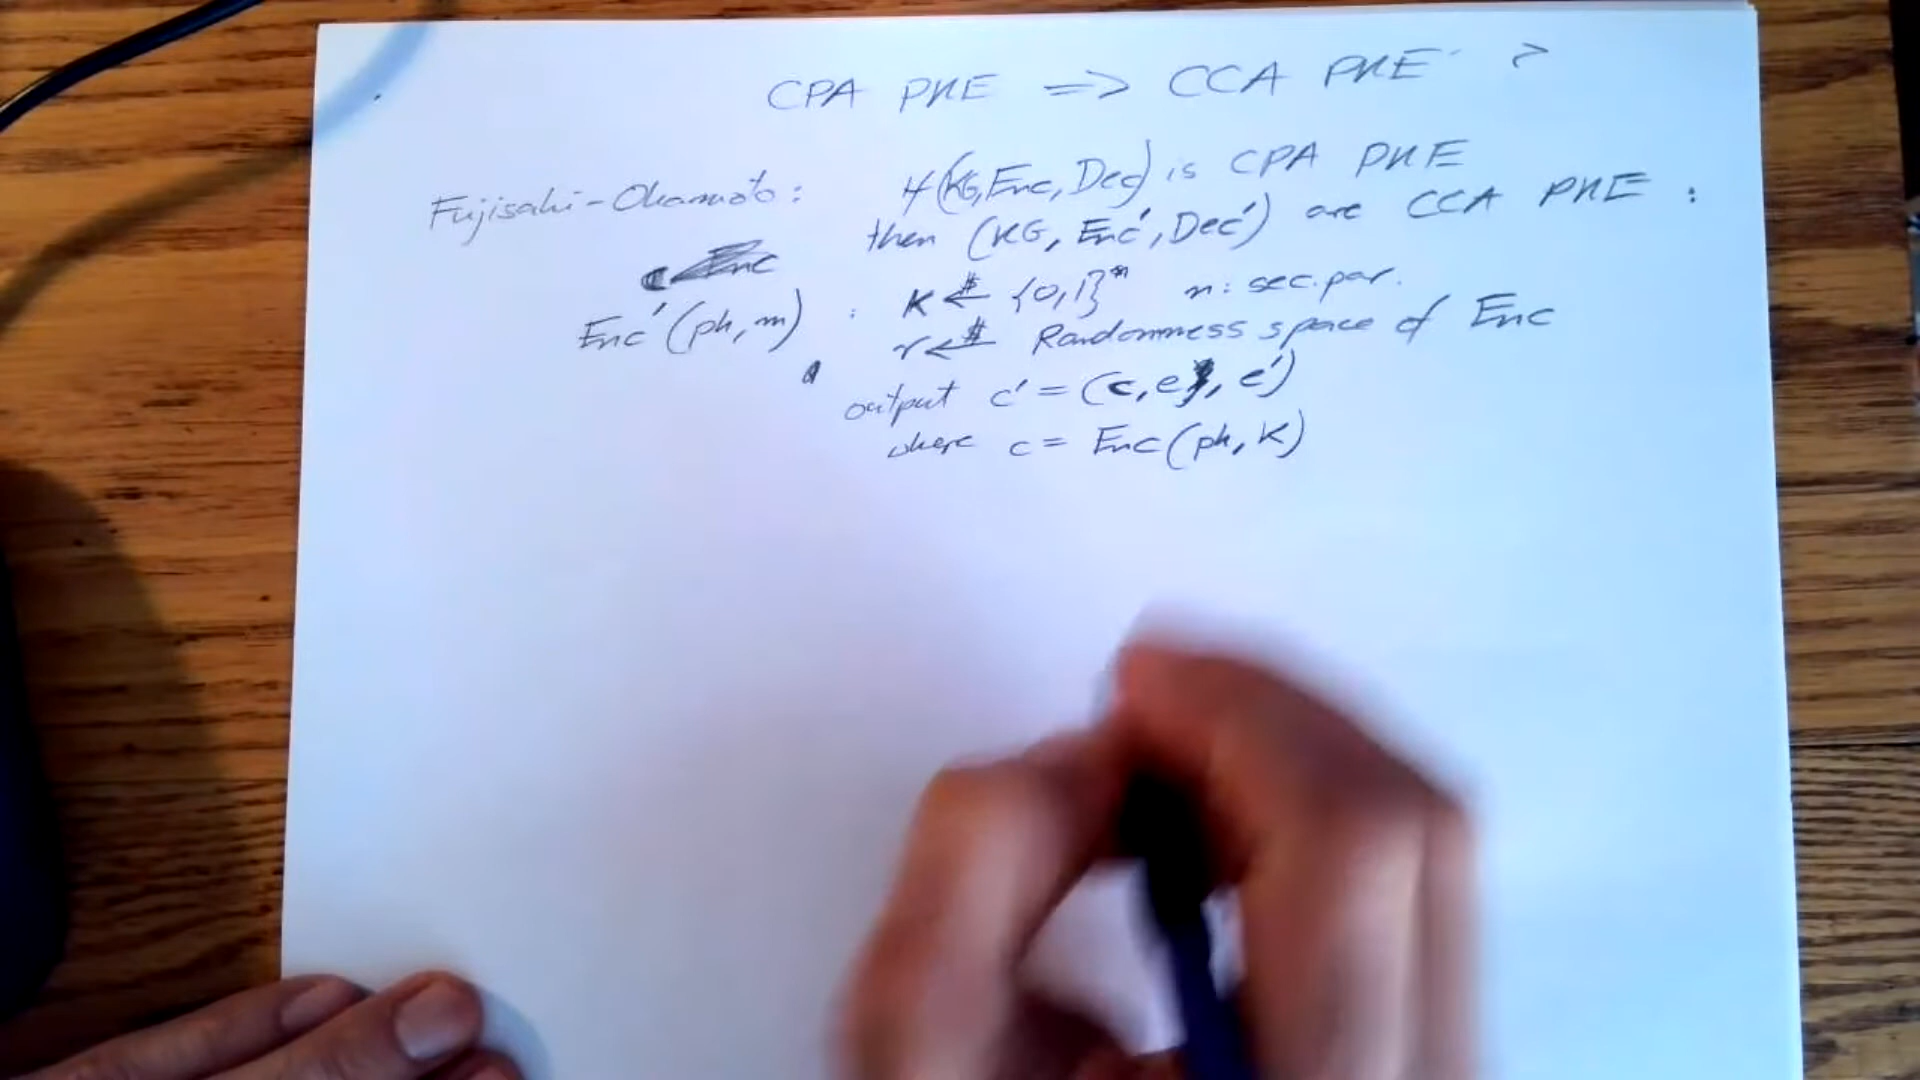 CPA PKE => CCA PKE ?
Fujisaki-Okamoto: If (KG, Enc, Dec) is CPA PKE
then (KG, Enc', Dec') are CCA PKE :
Enc
Enc'(pk, m) : K <-$ {0,1}^n n: sec. par.
r <-$ Randomness space of Enc
output c' = (c, e, e')
where c = Enc(pk, K)